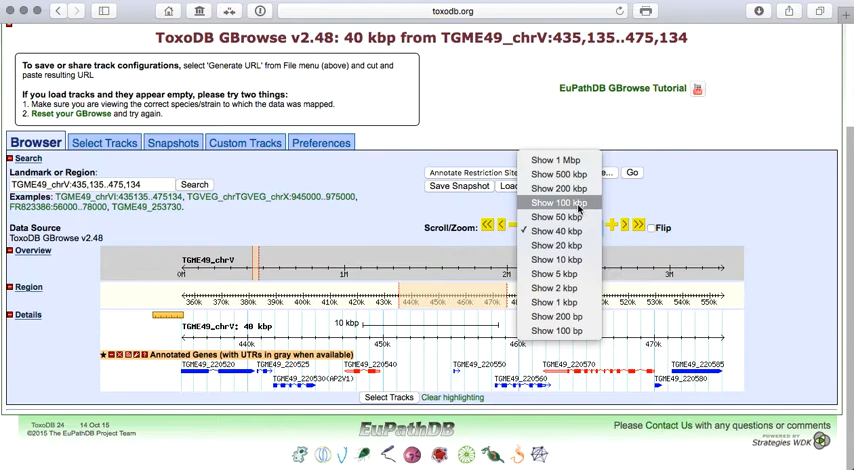 toxodb.org
ToxoDB GBrowse v2.48: 40 kbp from TGME49_chrV:435,135..475,134
To save or share track configurations, select 'Generate URL' from File menu (above) and cut and
paste resulting URL
If you load tracks and they appear empty, please try two things:
1. Make sure you are viewing the correct species/strain to which the data was mapped.
2. Reset your GBrowse and try again.
EuPathDB GBrowse Tutorial
Browser Select Tracks Snapshots Custom Tracks Preferences
Search
Landmark or Region:
TGME49_chrV:435,135..475,134 Search
Examples: TGME49_chrVI:435135..475134, TGVEG_chrTGVEG_chrX:945000..975000,
FR823386:56000..78000, TGME49_253730.
Annotate Restriction Site ... Go
Save Snapshot Load
Data Source
ToxoDB GBrowse v2.48
Scroll/Zoom: Flip
Show 1 Mbp
Show 500 kbp
Show 200 kbp
Show 100 kbp
Show 50 kbp
✓ Show 40 kbp
Show 20 kbp
Show 10 kbp
Show 5 kbp
Show 2 kbp
Show 1 kbp
Show 200 bp
Show 100 bp
Overview
TGME49_chrV
0M 1M 2M 3M
Region
360k 370k 380k 390k 400k 410k 420k 430k 440k 450k 460k 470k 480k 490k 500k 510k 520k 530k 540k 550k
Details
TGME49_chrV: 40 kbp 10 kbp
440k 450k 460k 470k
Annotated Genes (with UTRs in gray when available)
TGME49_220520 TGME49_220525 TGME49_220540 TGME49_220550 TGME49_220570 TGME49_220585
TGME49_220530(AP2V1) TGME49_220560 TGME49_220580
Select Tracks Clear highlighting
ToxoDB 24 14 Oct 15
©2015 The EuPathDB Project Team
EuPathDB
Please Contact Us with any questions or comments
POWERED BY
Strategies WDK